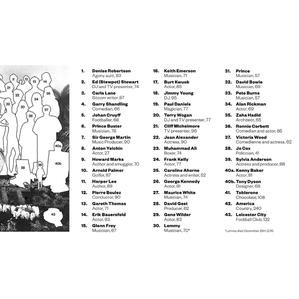 1. Denise Robertson
Agony aunt, 83
2. Ed (Stewpot) Stewart
DJ and TV presenter, 74
3. Carla Lane
Sitcom writer, 87
4. Garry Shandling
Comedian, 66
5. Johan Cruyff
Footballer, 68
6. Prince Buster
Musician, 78
7. Sir George Martin
Music Producer, 90
8. Anton Yelchin
Actor, 27
9. Howard Marks
Author and smuggler, 70
10. Arnold Palmer
Golfer, 87
11. Harper Lee
Author, 89
12. Pierre Boulez
Conductor, 90
13. Gareth Thomas
Actor, 71
14. Erik Bauersfeld
Actor, 93
15. Glenn Frey
Musician, 67
16. Keith Emerson
Musician, 71
17. Burt Kwouk
Actor, 85
18. Jimmy Young
DJ 95
19. Paul Daniels
Magician, 77
20. Terry Wogan
DJ and TV presenter, 77
21. Cliff Michelmore
TV presenter, 96
22. Jean Alexander
Actress, 90
23. Muhammad Ali
Boxer, 74
24. Frank Kelly
Actor, 77
25. Caroline Aherne
Actress and writer, 52
26. George Kennedy
Actor, 91
27. Maurice White
Musician, 74
28. David Gest
Producer, 62
29. Gene Wilder
Actor, 83
30. Lemmy
Musician, 70*
31. Prince
Musician, 57
32. David Bowie
Musician, 69
33. Pete Burns
Musician, 57
34. Alan Rickman
Actor, 69
35. Zaha Hadid
Architect, 65
36. Ronnie Corbett
Comedian and actor, 85
37. Victoria Wood
Comedienne and actress, 62
38. Jo Cox
Politician, 41
39. Sylvia Anderson
Actress and producer, 88
40a. Kenny Baker
Actor, 81
40b. Tony Dyson
Designer, 68
41. Toblerone
Chocolate, 108
42. America
Country, 240
43. Leicester City
Football Club 132